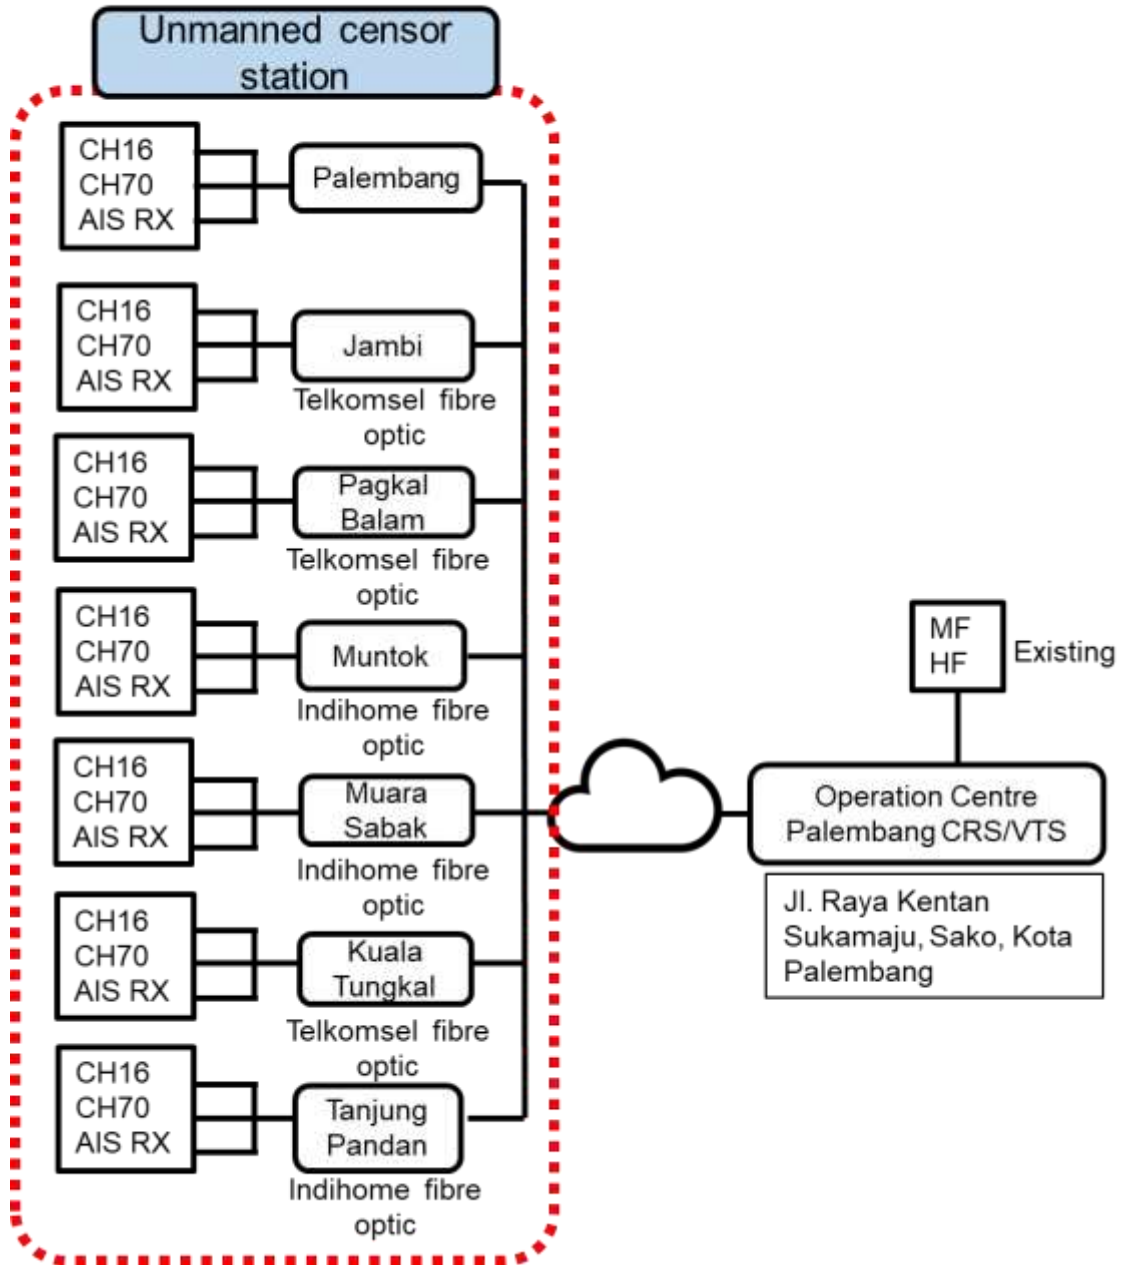 Unmanned censor
station
CH16
CH70
AIS RX
Palembang
CH16
CH70
AIS RX
Jambi
Telkomsel fibre
optic
CH16
CH70
AIS RX
Pagkal
Balam
Telkomsel fibre
optic
CH16
CH70
AIS RX
Muntok
Indihome fibre
optic
CH16
CH70
AIS RX
Muara
Sabak
Indihome fibre
optic
CH16
CH70
AIS RX
Kuala
Tungkal
Telkomsel fibre
optic
CH16
CH70
AIS RX
Tanjung
Pandan
Indihome fibre
optic
MF
HF
Existing
Operation Centre
Palembang CRS/VTS
Jl. Raya Kentan
Sukamaju, Sako, Kota
Palembang